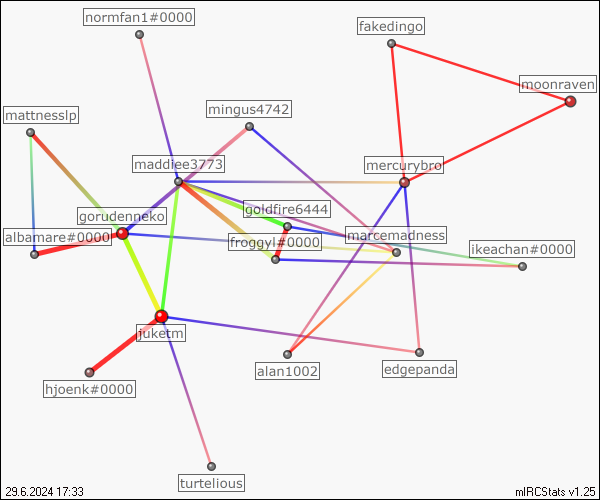 normfan1#0000
fakedingo
moonraven
mattnesslp
mingus4742
maddiee3773
mercurybro
goldfire6444
gorudenneko
albamare#0000
froggyl#0000
marcemadness
ikeachan#0000
juketm
alan1002
edgepanda
hjoenk#0000
turtelious
29.6.2024 17:33
mIRCStats v1.25